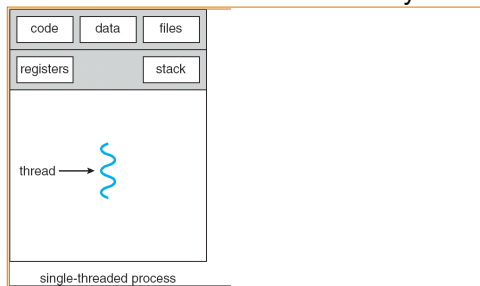 code data files
registers stack
thread
single-threaded process